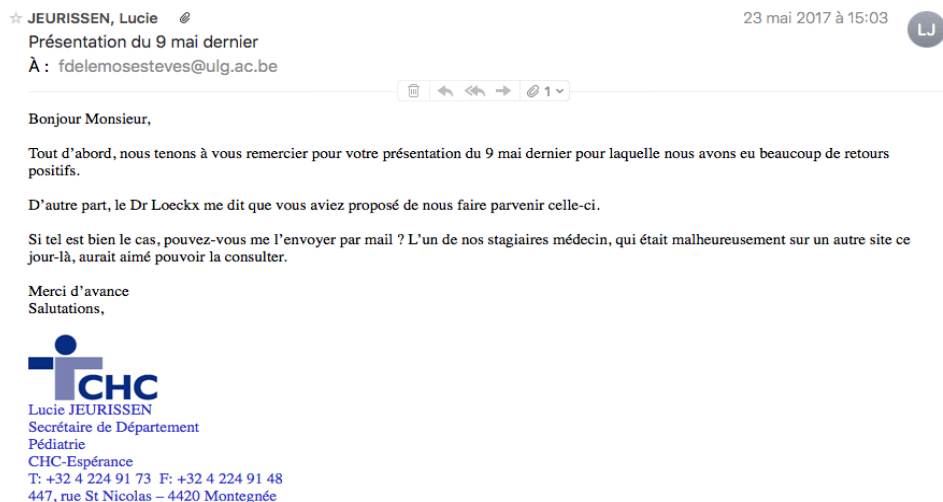 JEURISSEN, Lucie
23 mai 2017 à 15:03
LJ
Présentation du 9 mai dernier
À : fdelemosesteves@ulg.ac.be
1
Bonjour Monsieur,
Tout d’abord, nous tenons à vous remercier pour votre présentation du 9 mai dernier pour laquelle nous avons eu beaucoup de retours
positifs.
D’autre part, le Dr Loeckx me dit que vous aviez proposé de nous faire parvenir celle-ci.
Si tel est bien le cas, pouvez-vous me l’envoyer par mail ? L’un de nos stagiaires médecin, qui était malheureusement sur un autre site ce
jour-là, aurait aimé pouvoir la consulter.
Merci d’avance
Salutations,
CHC
Lucie JEURISSEN
Secrétaire de Département
Pédiatrie
CHC-Espérance
T: +32 4 224 91 73 F: +32 4 224 91 48
447, rue St Nicolas – 4420 Montegnée